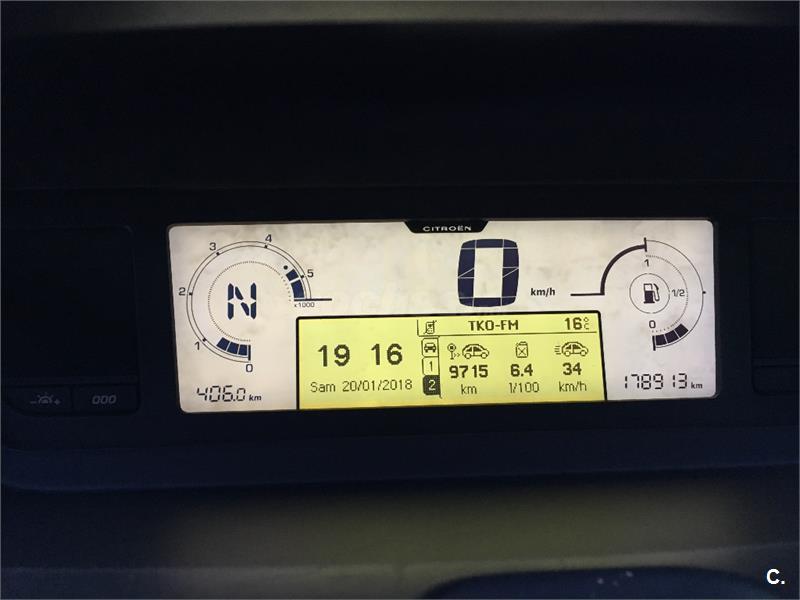 CITROËN
3
4
2
5
x1000
1
0
N
406.0 km
0 km/h
TKO-FM 16°C
19 16
Sam 20/01/2018
1
2
9715 6.4 34
km 1/100 km/h
1
1/2
0
178913 km
000
C.